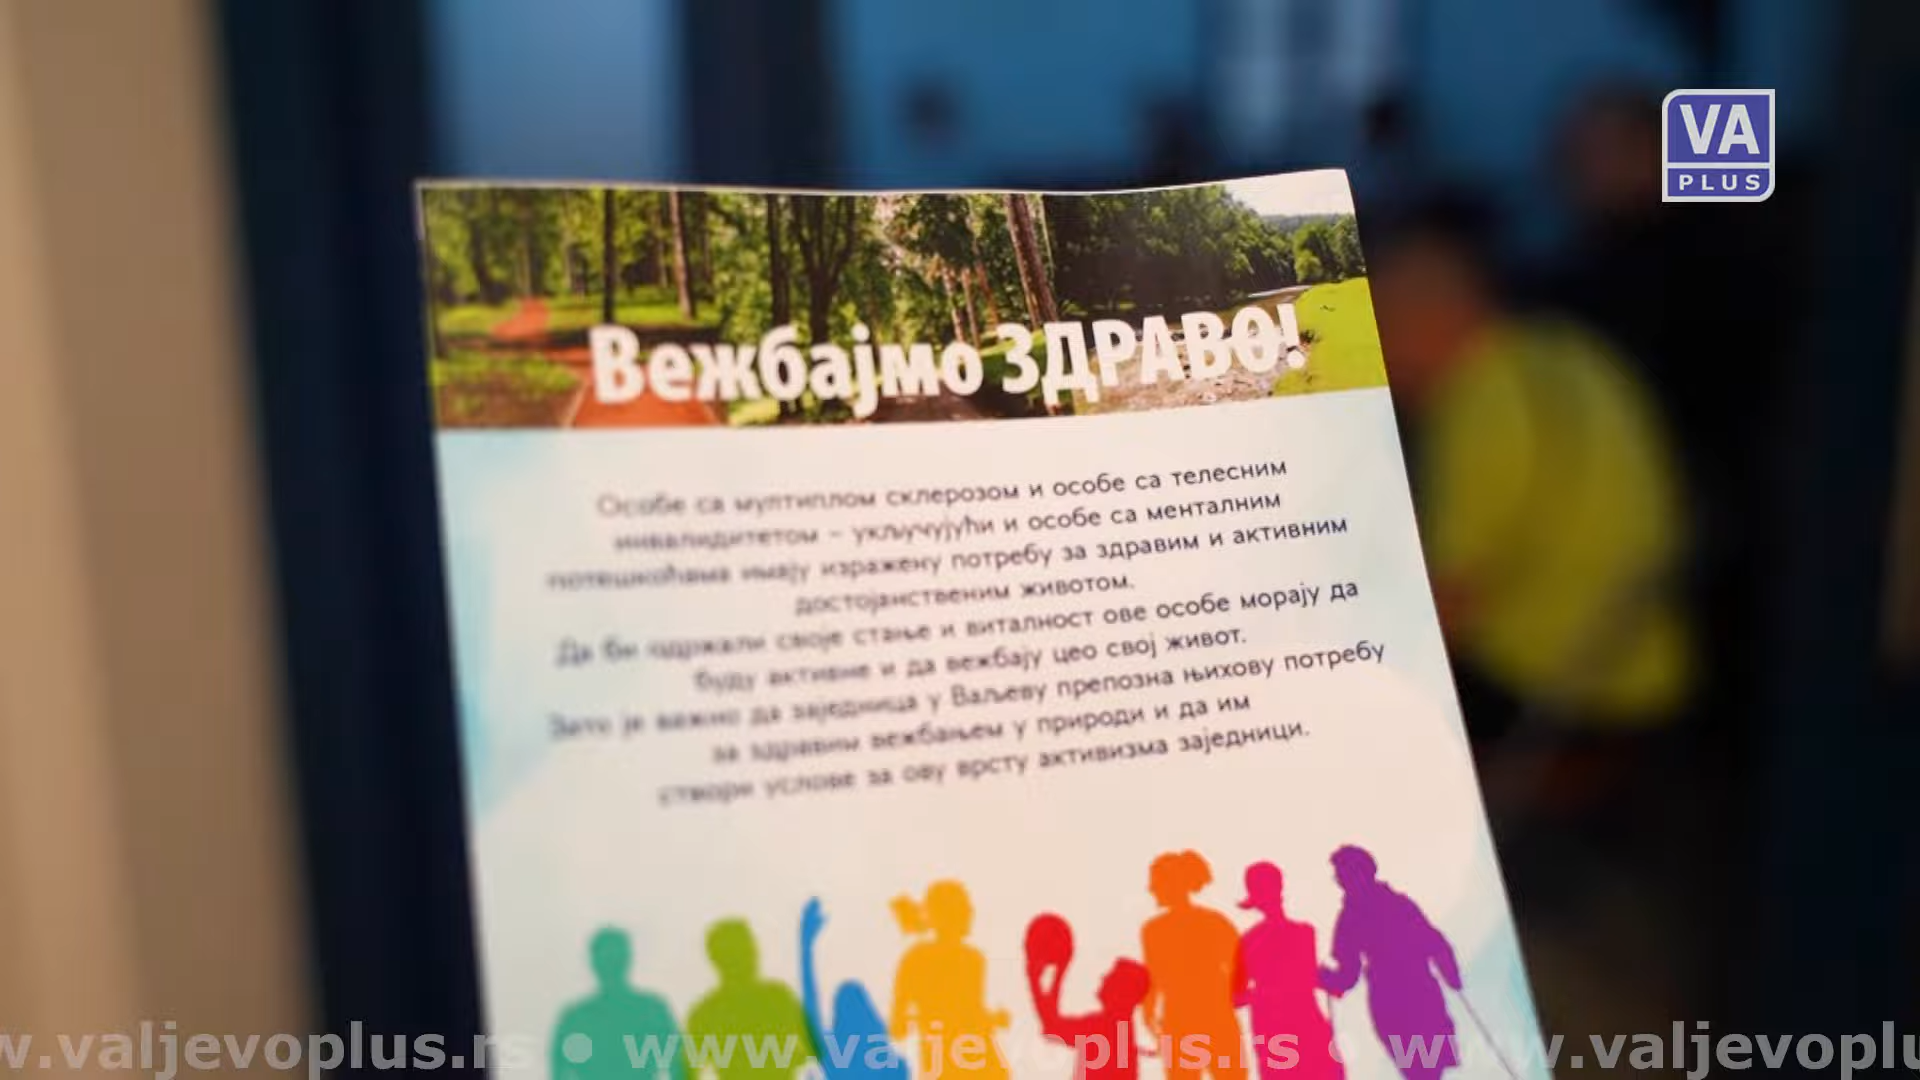 VA
PLUS
Вежбајмо ЗДРАВО!
Особе са мултиплом склерозом и особе са телесним
инвалидитетом – укључујући и особе са менталним
потешкоћама имају изражену потребу за здравим и активним
достојанственим животом.
Да би одржали своје стање и виталност ове особе морају да
буду активне и да вежбају цео свој живот.
Зато је важно да заједница у Ваљеву препозна њихову потребу
за здравим вежбањем у природи и да им
створи услове за ову врсту активизма заједници.
w.valjevoplus.rs • www.valjevoplus.rs • www.valjevoplu